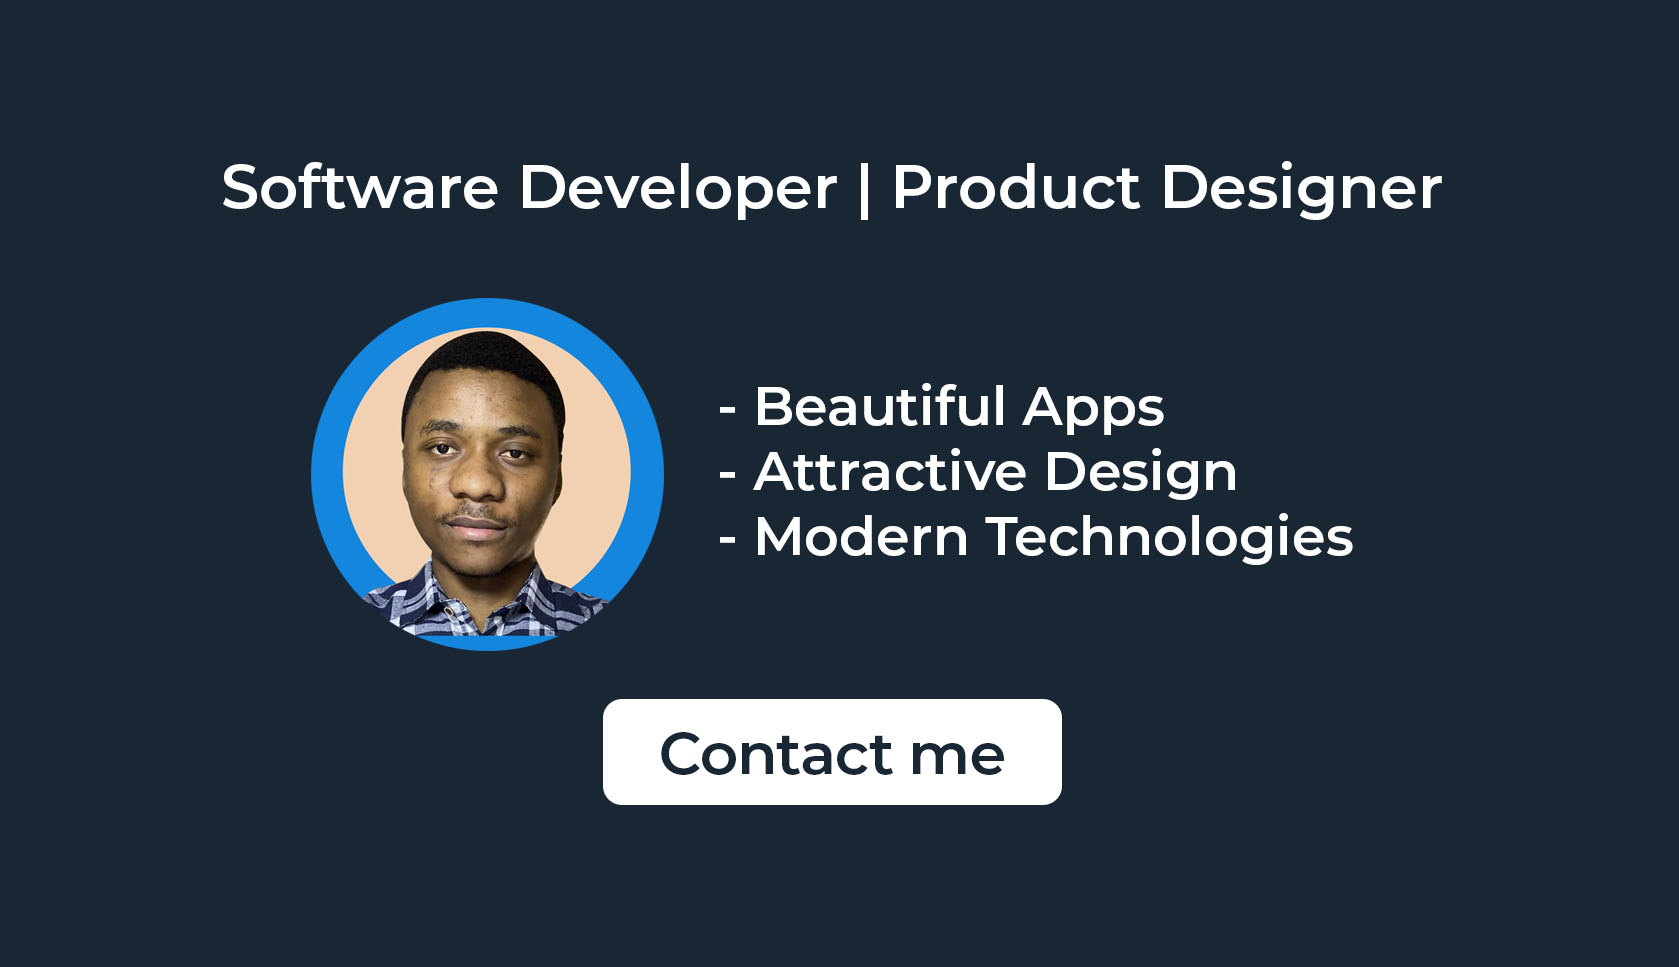 Software Developer | Product Designer
- Beautiful Apps
- Attractive Design
- Modern Technologies
Contact me